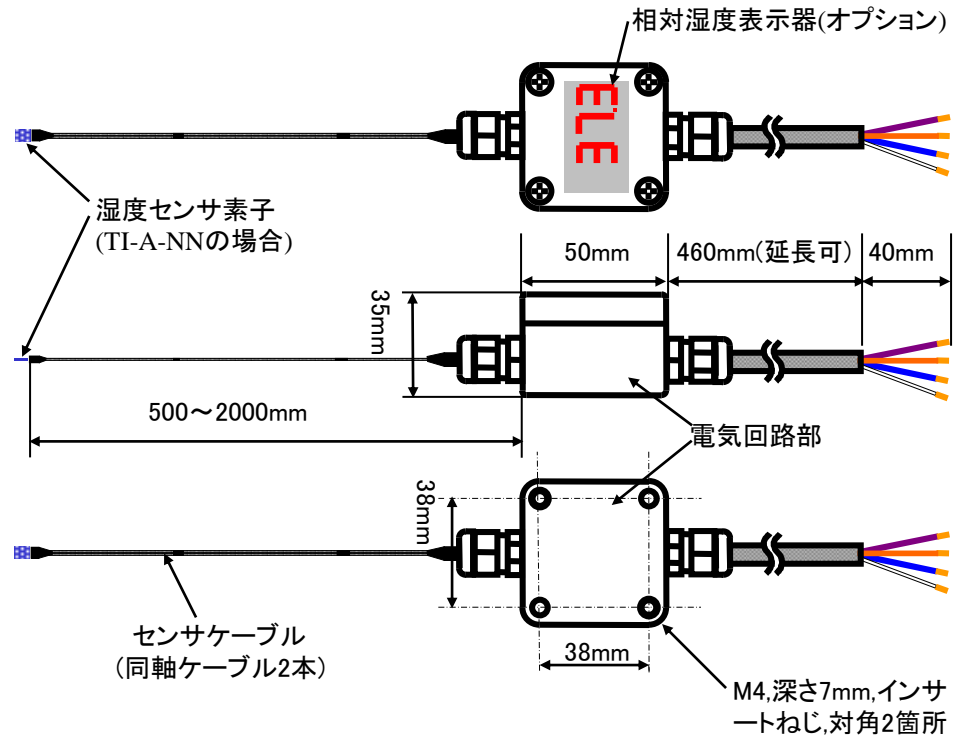 相対湿度表示器(オプション)
ELE
湿度センサ素子
(TI-A-NNの場合)
50mm
460mm(延長可)
40mm
35mm
500～2000mm
電気回路部
38mm
センサケーブル
(同軸ケーブル2本)
38mm
M4,深さ7mm,インサ
ートねじ,対角2箇所